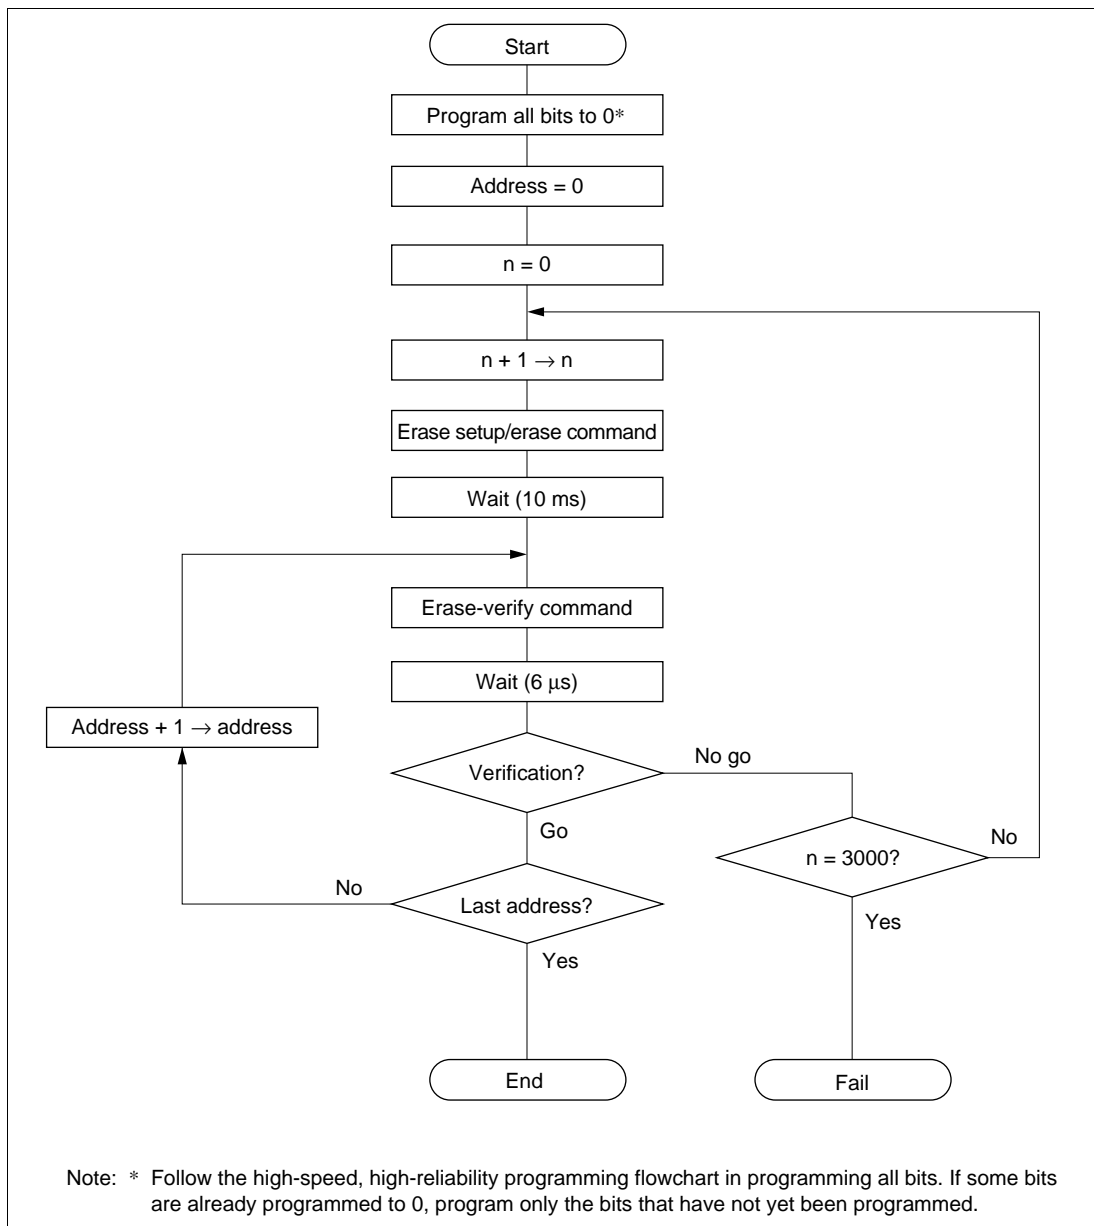 Start
Program all bits to 0*
Address = 0
n = 0
n + 1 → n
Erase setup/erase command
Wait (10 ms)
Erase-verify command
Wait (6 μs)
Address + 1 → address
Verification?
No go
Go
n = 3000?
No
No
Last address?
Yes
Yes
End
Fail
Note: * Follow the high-speed, high-reliability programming flowchart in programming all bits. If some bits
are already programmed to 0, program only the bits that have not yet been programmed.